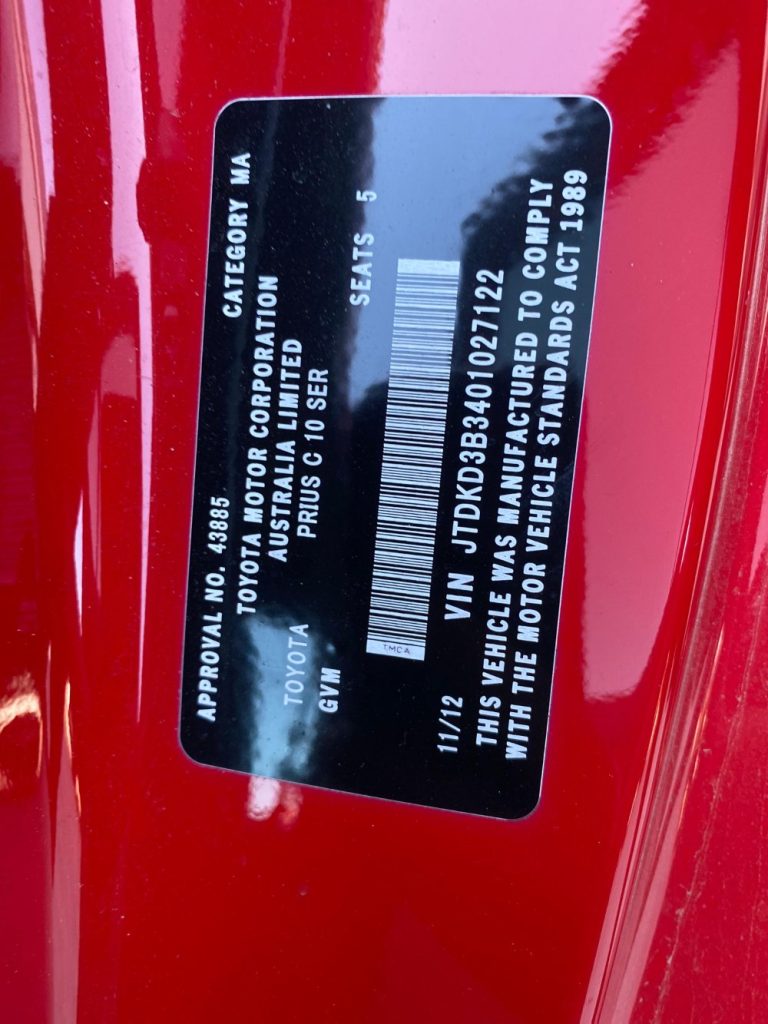 APPROVAL NO. 43885 CATEGORY MA
TOYOTA MOTOR CORPORATION
AUSTRALIA LIMITED
TOYOTA PRIUS C 10 SER
GVM SEATS 5
TMCA
11/12 VIN JTDKD3B3401027122
THIS VEHICLE WAS MANUFACTURED TO COMPLY
WITH THE MOTOR VEHICLE STANDARDS ACT 1989